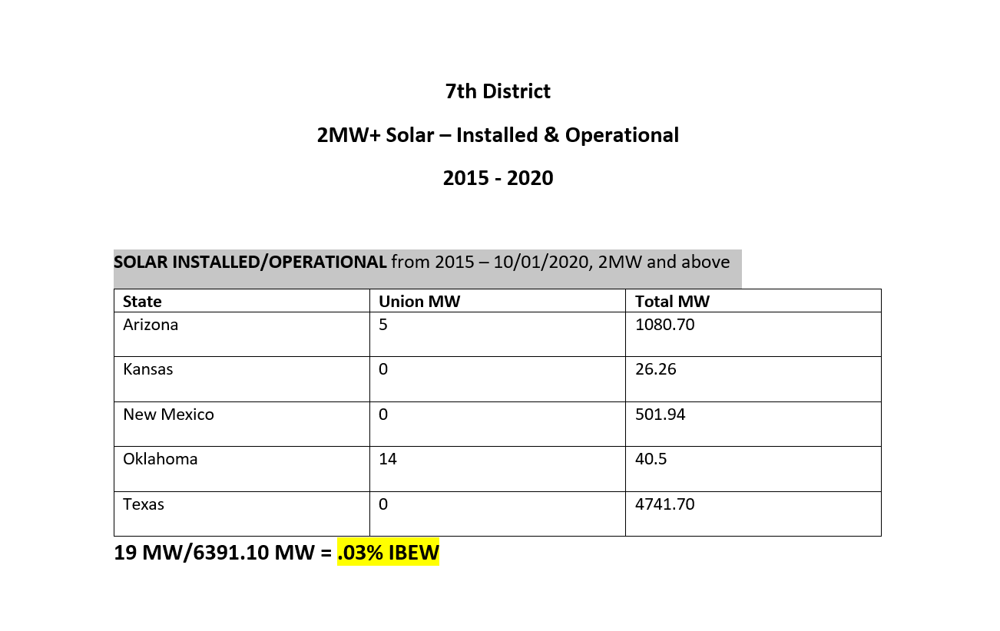 7th District
2MW+ Solar – Installed & Operational
2015 - 2020
SOLAR INSTALLED/OPERATIONAL from 2015 – 10/01/2020, 2MW and above
State Union MW Total MW
Arizona 5 1080.70
Kansas 0 26.26
New Mexico 0 501.94
Oklahoma 14 40.5
Texas 0 4741.70
19 MW/6391.10 MW = .03% IBEW